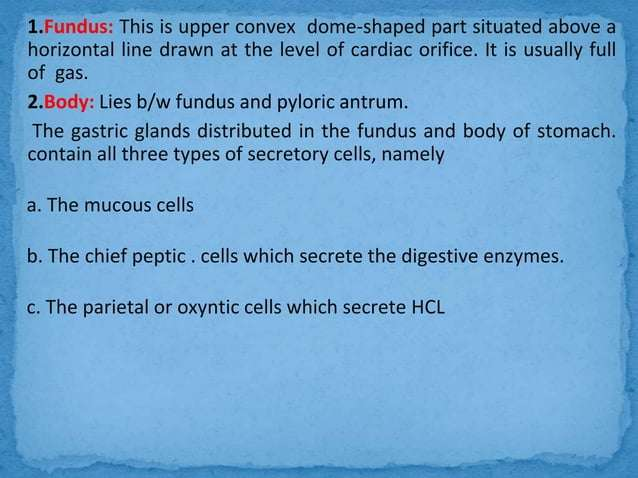 1.Fundus: This is upper convex  dome-shaped part situated above a
horizontal line drawn at the level of cardiac orifice. It is usually full
of  gas.
2.Body: Lies b/w fundus and pyloric antrum.
The gastric glands distributed in the fundus and body of stomach.
contain all three types of secretory cells, namely
a. The mucous cells
b. The chief peptic . cells which secrete the digestive enzymes.
c. The parietal or oxyntic cells which secrete HCL